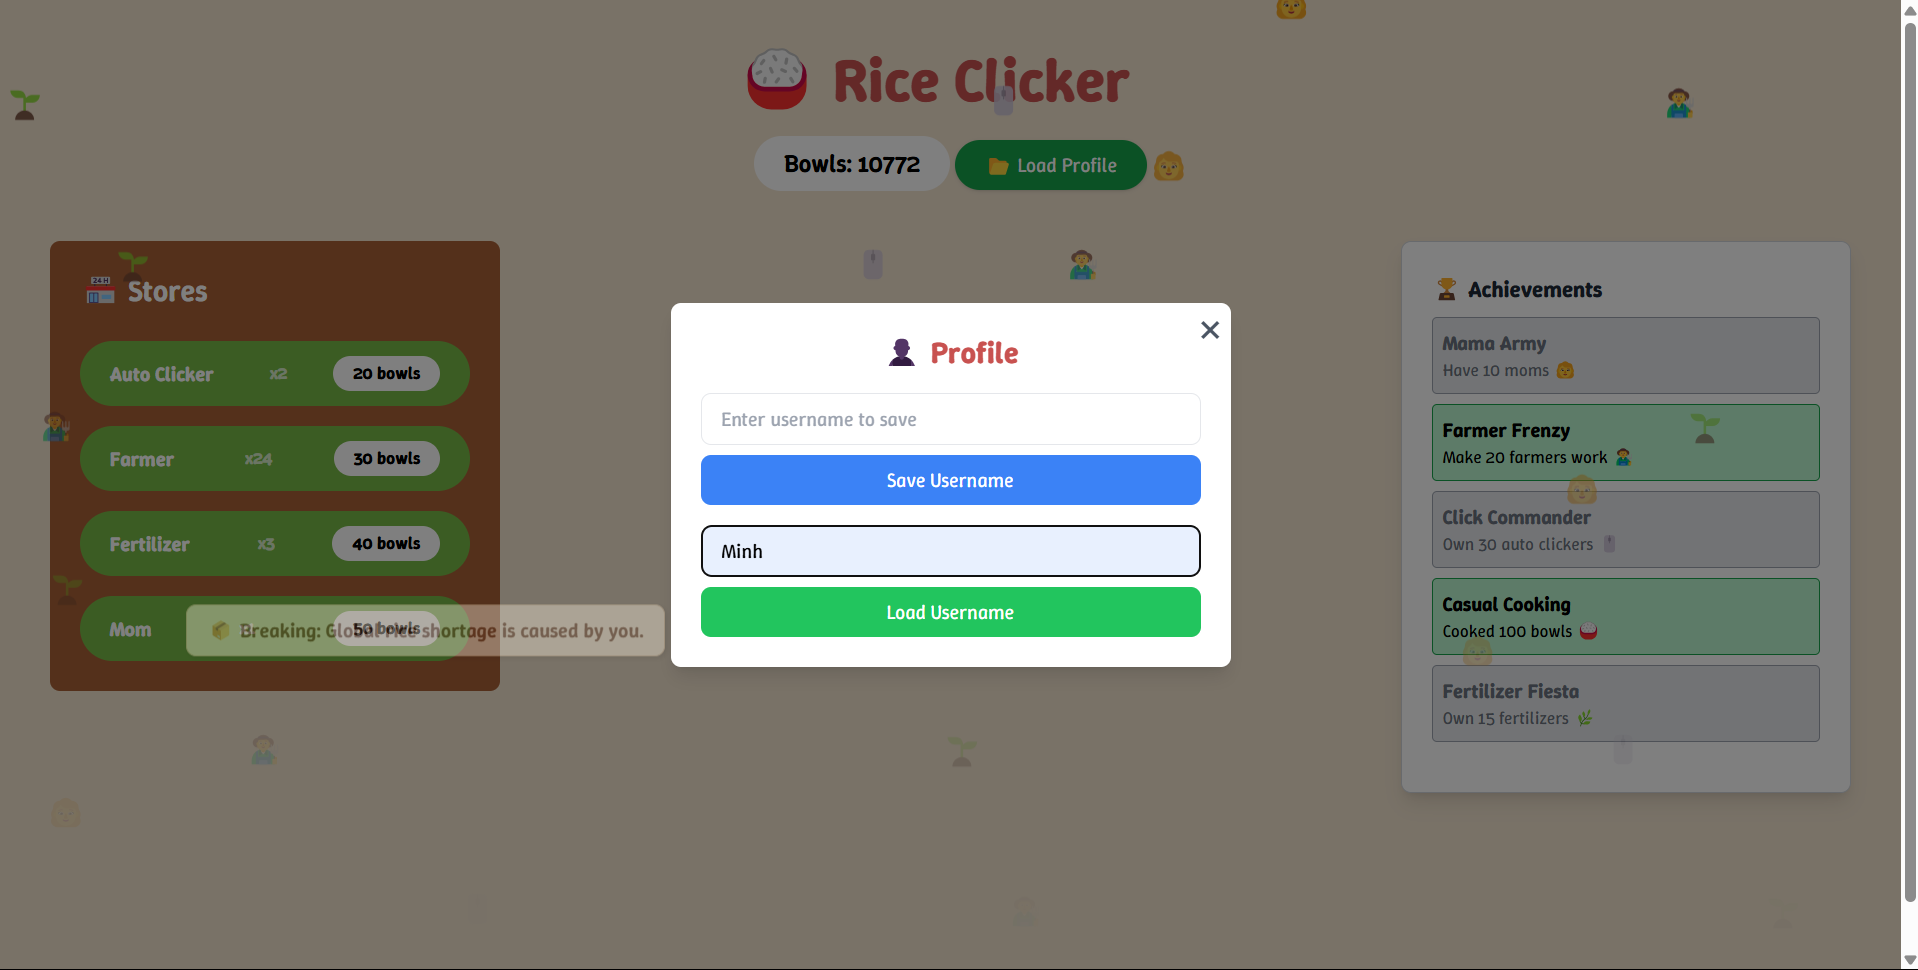 Rice Clicker
Bowls: 10772
Load Profile
24 H
Stores
Auto Clicker x2 20 bowls
Farmer x24 30 bowls
Fertilizer x3 40 bowls
Mom 50 bowls
Breaking: Global rice shortage is caused by you.
Profile
Enter username to save
Save Username
Minh
Load Username
Achievements
Mama Army
Have 10 moms
Farmer Frenzy
Make 20 farmers work
Click Commander
Own 30 auto clickers
Casual Cooking
Cooked 100 bowls
Fertilizer Fiesta
Own 15 fertilizers